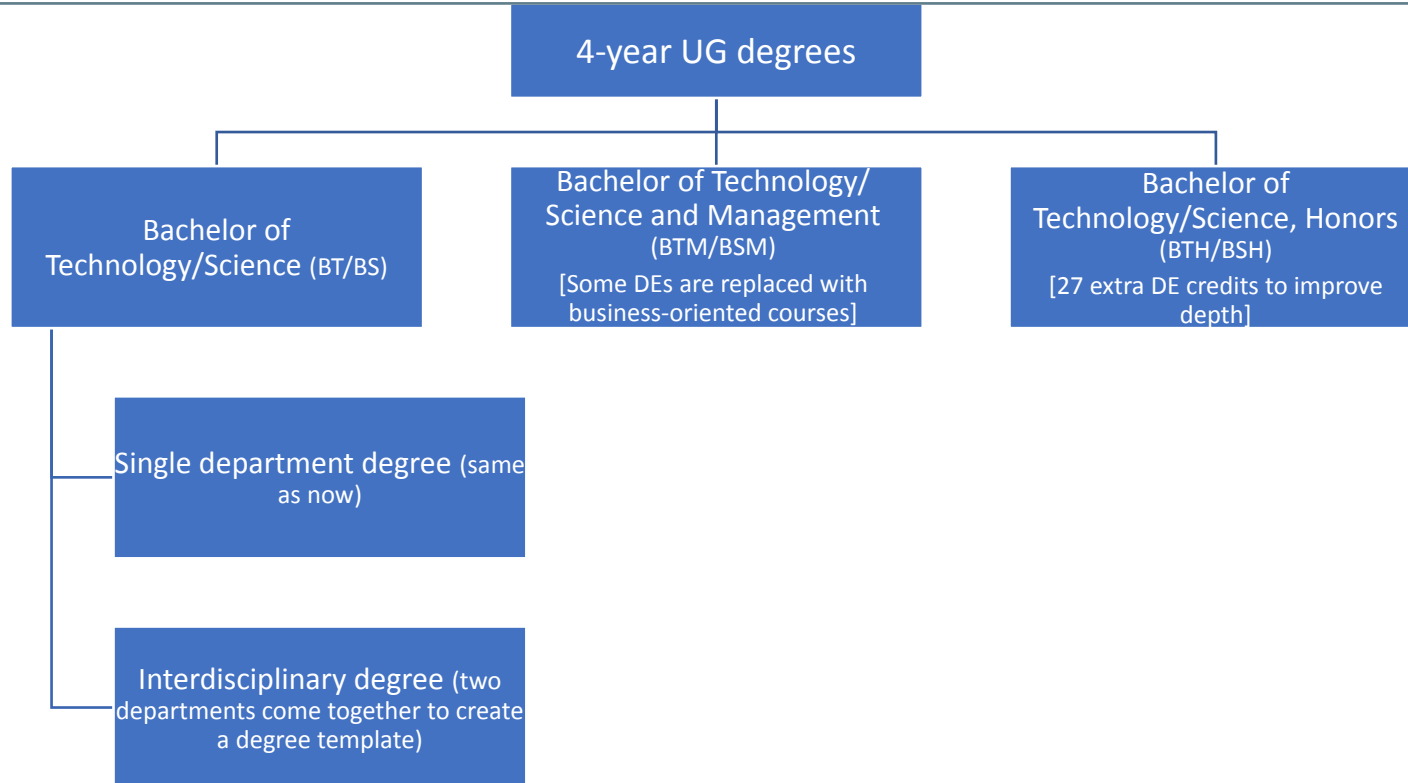 4-year UG degrees
Bachelor of
Technology/Science (BT/BS)
Bachelor of Technology/
Science and Management
(BTM/BSM)
[Some DEs are replaced with
business-oriented courses]
Bachelor of
Technology/Science, Honors
(BTH/BSH)
[27 extra DE credits to improve
depth]
Single department degree (same
as now)
Interdisciplinary degree (two
departments come together to create
a degree template)